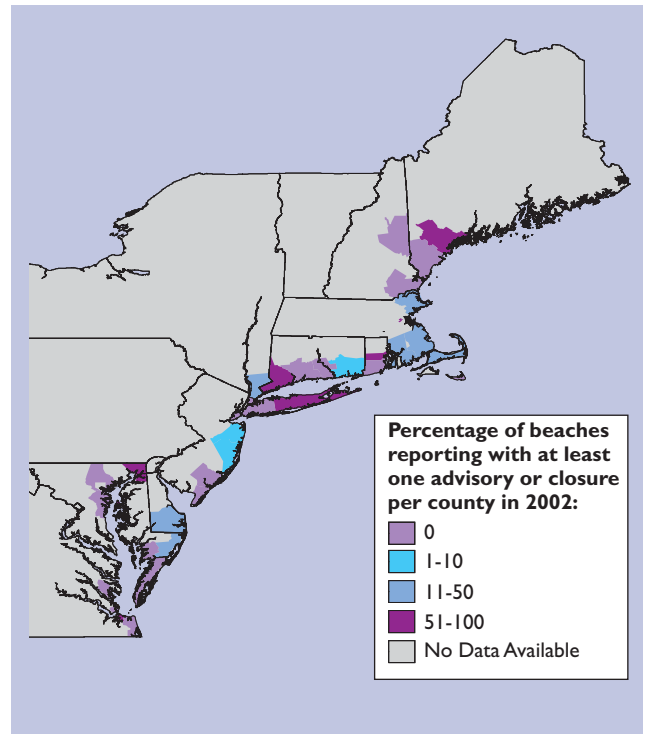 Percentage of beaches
reporting with at least
one advisory or closure
per county in 2002:
0
1-10
11-50
51-100
No Data Available